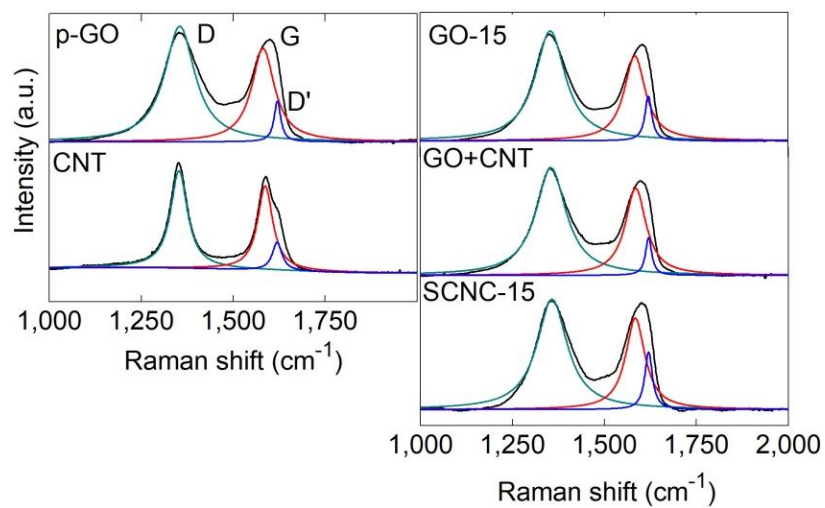 p-GO
D
G
D'
CNT
Intensity (a.u.)
1,000 1,250 1,500 1,750
Raman shift (cm⁻¹)
GO-15
GO+CNT
SCNC-15
1,000 1,250 1,500 1,750 2,000
Raman shift (cm⁻¹)